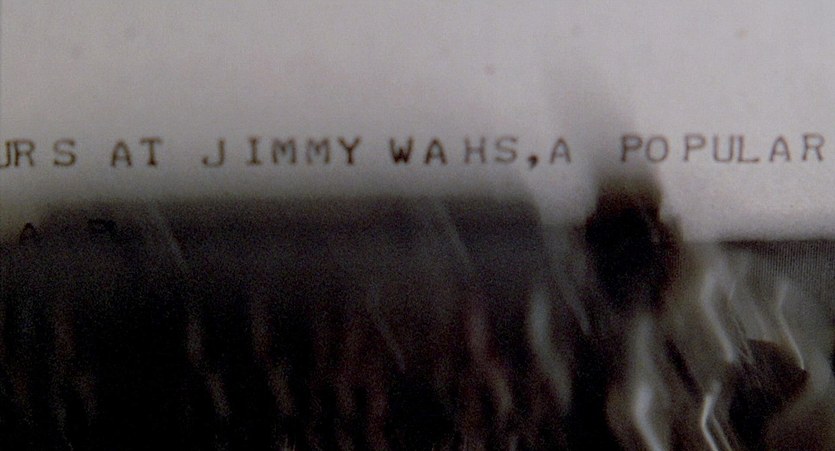 URS AT JIMMY WAHS,A POPULAR